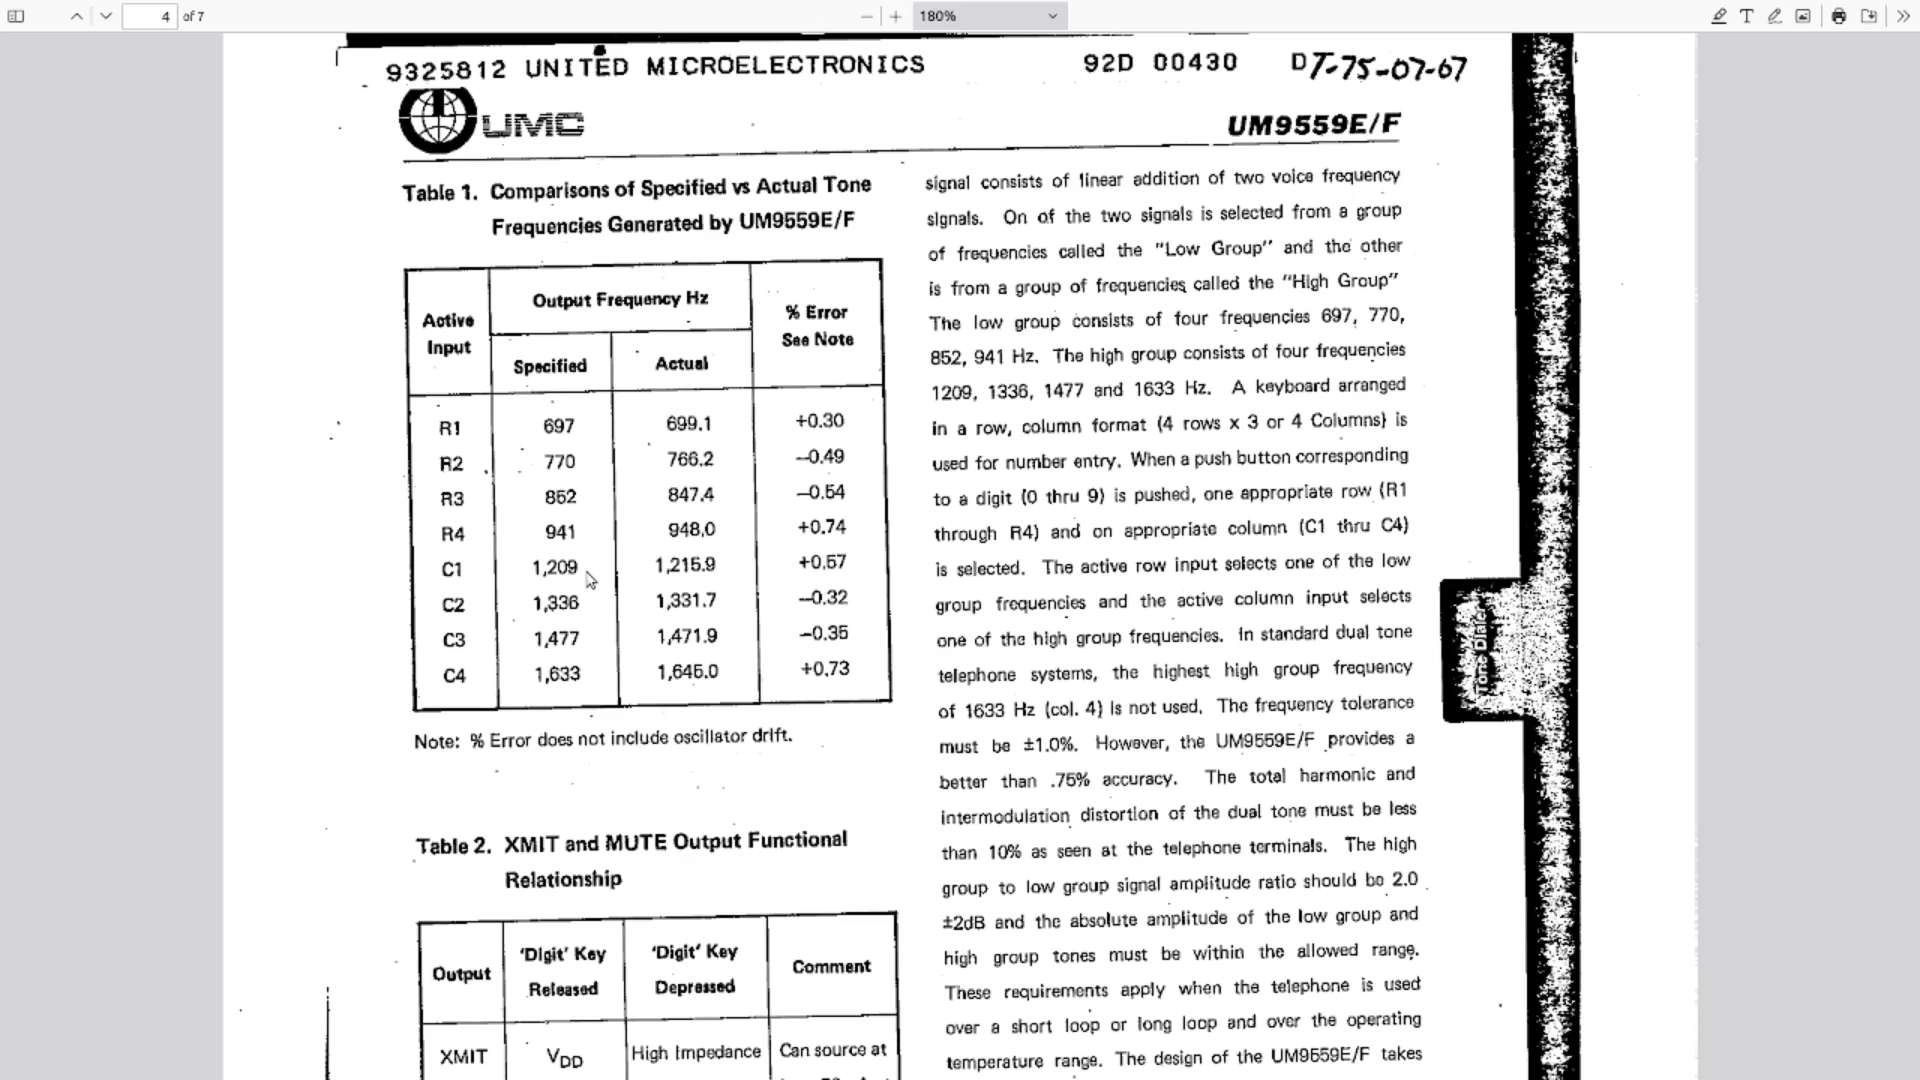 4 of 7
180%
9325812 UNITED MICROELECTRONICS 92D 00430 D T-75-07-67
UMC
UM9559E/F
Table 1. Comparisons of Specified vs Actual Tone
Frequencies Generated by UM9559E/F
Active
Input
Output Frequency Hz
% Error
See Note
Specified Actual
R1 697 699.1 +0.30
R2 770 766.2 –0.49
R3 852 847.4 –0.54
R4 941 948.0 +0.74
C1 1,209 1,215.9 +0.57
C2 1,336 1,331.7 –0.32
C3 1,477 1,471.9 –0.35
C4 1,633 1,645.0 +0.73
Note: % Error does not include oscillator drift.
Table 2. XMIT and MUTE Output Functional
Relationship
Output
'Digit' Key
Released
'Digit' Key
Depressed
Comment
XMIT VDD High Impedance Can source at
signal consists of linear addition of two voice frequency
signals. On of the two signals is selected from a group
of frequencies called the "Low Group" and the other
is from a group of frequencies called the "High Group"
The low group consists of four frequencies 697, 770,
852, 941 Hz. The high group consists of four frequencies
1209, 1336, 1477 and 1633 Hz. A keyboard arranged
in a row, column format (4 rows x 3 or 4 Columns) is
used for number entry. When a push button corresponding
to a digit (0 thru 9) is pushed, one appropriate row (R1
through R4) and on appropriate column (C1 thru C4)
is selected. The active row input selects one of the low
group frequencies and the active column input selects
one of the high group frequencies. In standard dual tone
telephone systems, the highest high group frequency
of 1633 Hz (col. 4) is not used. The frequency tolerance
must be ±1.0%. However, the UM9559E/F provides a
better than .75% accuracy. The total harmonic and
intermodulation distortion of the dual tone must be less
than 10% as seen at the telephone terminals. The high
group to low group signal amplitude ratio should be 2.0
±2dB and the absolute amplitude of the low group and
high group tones must be within the allowed range.
These requirements apply when the telephone is used
over a short loop or long loop and over the operating
temperature range. The design of the UM9559E/F takes
Tone Dialer